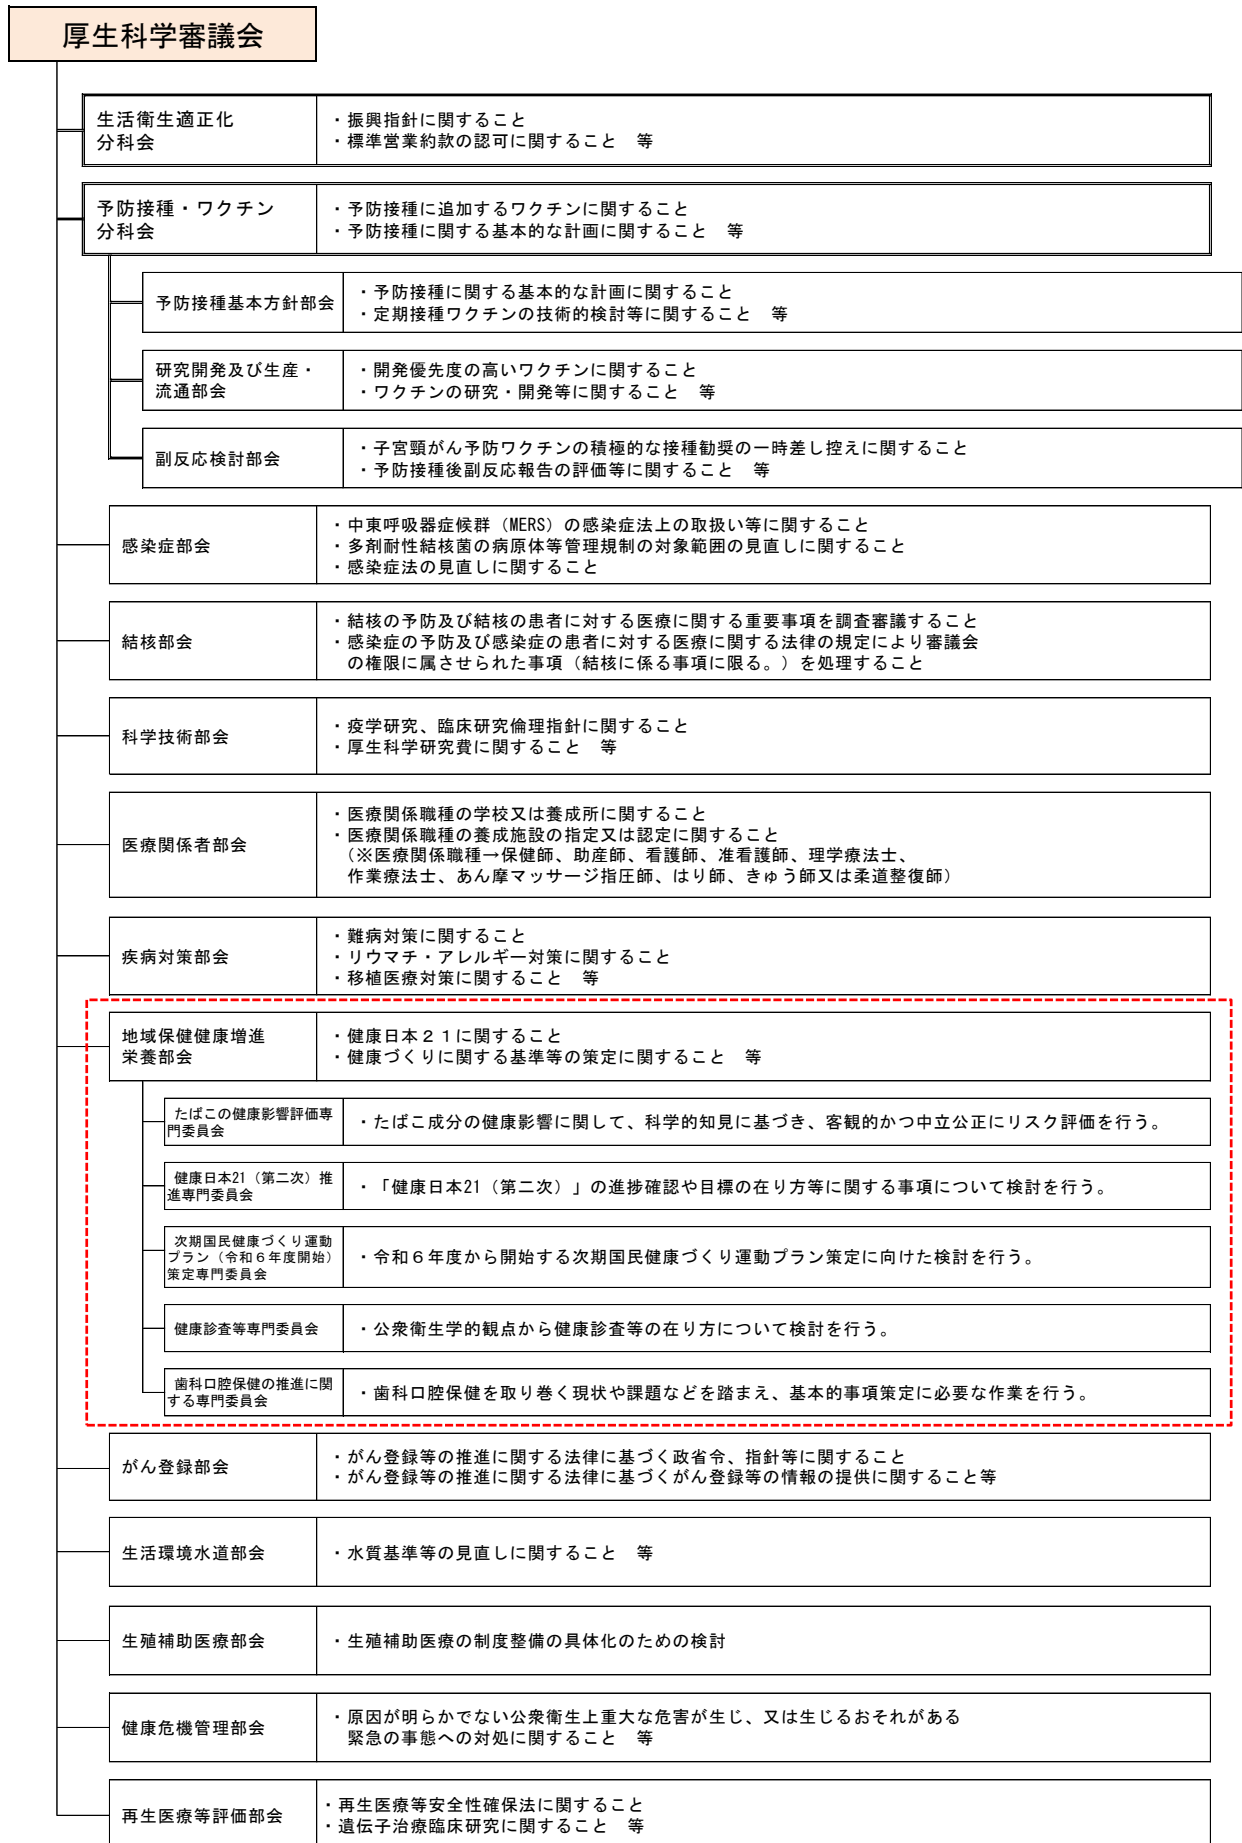 厚生科学審議会
生活衛生適正化
分科会
・振興指針に関すること
・標準営業約款の認可に関すること　等
予防接種・ワクチン
分科会
・予防接種に追加するワクチンに関すること
・予防接種に関する基本的な計画に関すること　等
予防接種基本方針部会
・予防接種に関する基本的な計画に関すること
・定期接種ワクチンの技術的検討等に関すること　等
研究開発及び生産・
流通部会
・開発優先度の高いワクチンに関すること
・ワクチンの研究・開発等に関すること　等
副反応検討部会
・子宮頸がん予防ワクチンの積極的な接種勧奨の一時差し控えに関すること
・予防接種後副反応報告の評価等に関すること　等
感染症部会
・中東呼吸器症候群（MERS）の感染症法上の取扱い等に関すること
・多剤耐性結核菌の病原体等管理規制の対象範囲の見直しに関すること
・感染症法の見直しに関すること
結核部会
・結核の予防及び結核の患者に対する医療に関する重要事項を調査審議すること
・感染症の予防及び感染症の患者に対する医療に関する法律の規定により審議会
の権限に属させられた事項（結核に係る事項に限る。）を処理すること
科学技術部会
・疫学研究、臨床研究倫理指針に関すること
・厚生科学研究費に関すること　等
医療関係者部会
・医療関係職種の学校又は養成所に関すること
・医療関係職種の養成施設の指定又は認定に関すること
（※医療関係職種→保健師、助産師、看護師、准看護師、理学療法士、
作業療法士、あん摩マッサージ指圧師、はり師、きゅう師又は柔道整復師）
疾病対策部会
・難病対策に関すること
・リウマチ・アレルギー対策に関すること
・移植医療対策に関すること　等
地域保健健康増進
栄養部会
・健康日本２１に関すること
・健康づくりに関する基準等の策定に関すること　等
たばこの健康影響評価専
門委員会
・たばこ成分の健康影響に関して、科学的知見に基づき、客観的かつ中立公正にリスク評価を行う。
健康日本21（第二次）推
進専門委員会
・「健康日本21（第二次）」の進捗確認や目標の在り方等に関する事項について検討を行う。
次期国民健康づくり運動
プラン（令和６年度開始）
策定専門委員会
・令和６年度から開始する次期国民健康づくり運動プラン策定に向けた検討を行う。
健康診査等専門委員会
・公衆衛生学的観点から健康診査等の在り方について検討を行う。
歯科口腔保健の推進に関
する専門委員会
・歯科口腔保健を取り巻く現状や課題などを踏まえ、基本的事項策定に必要な作業を行う。
がん登録部会
・がん登録等の推進に関する法律に基づく政省令、指針等に関すること
・がん登録等の推進に関する法律に基づくがん登録等の情報の提供に関すること等
生活環境水道部会
・水質基準等の見直しに関すること　等
生殖補助医療部会
・生殖補助医療の制度整備の具体化のための検討
健康危機管理部会
・原因が明らかでない公衆衛生上重大な危害が生じ、又は生じるおそれがある
緊急の事態への対処に関すること　等
再生医療等評価部会
・再生医療等安全性確保法に関すること
・遺伝子治療臨床研究に関すること　等